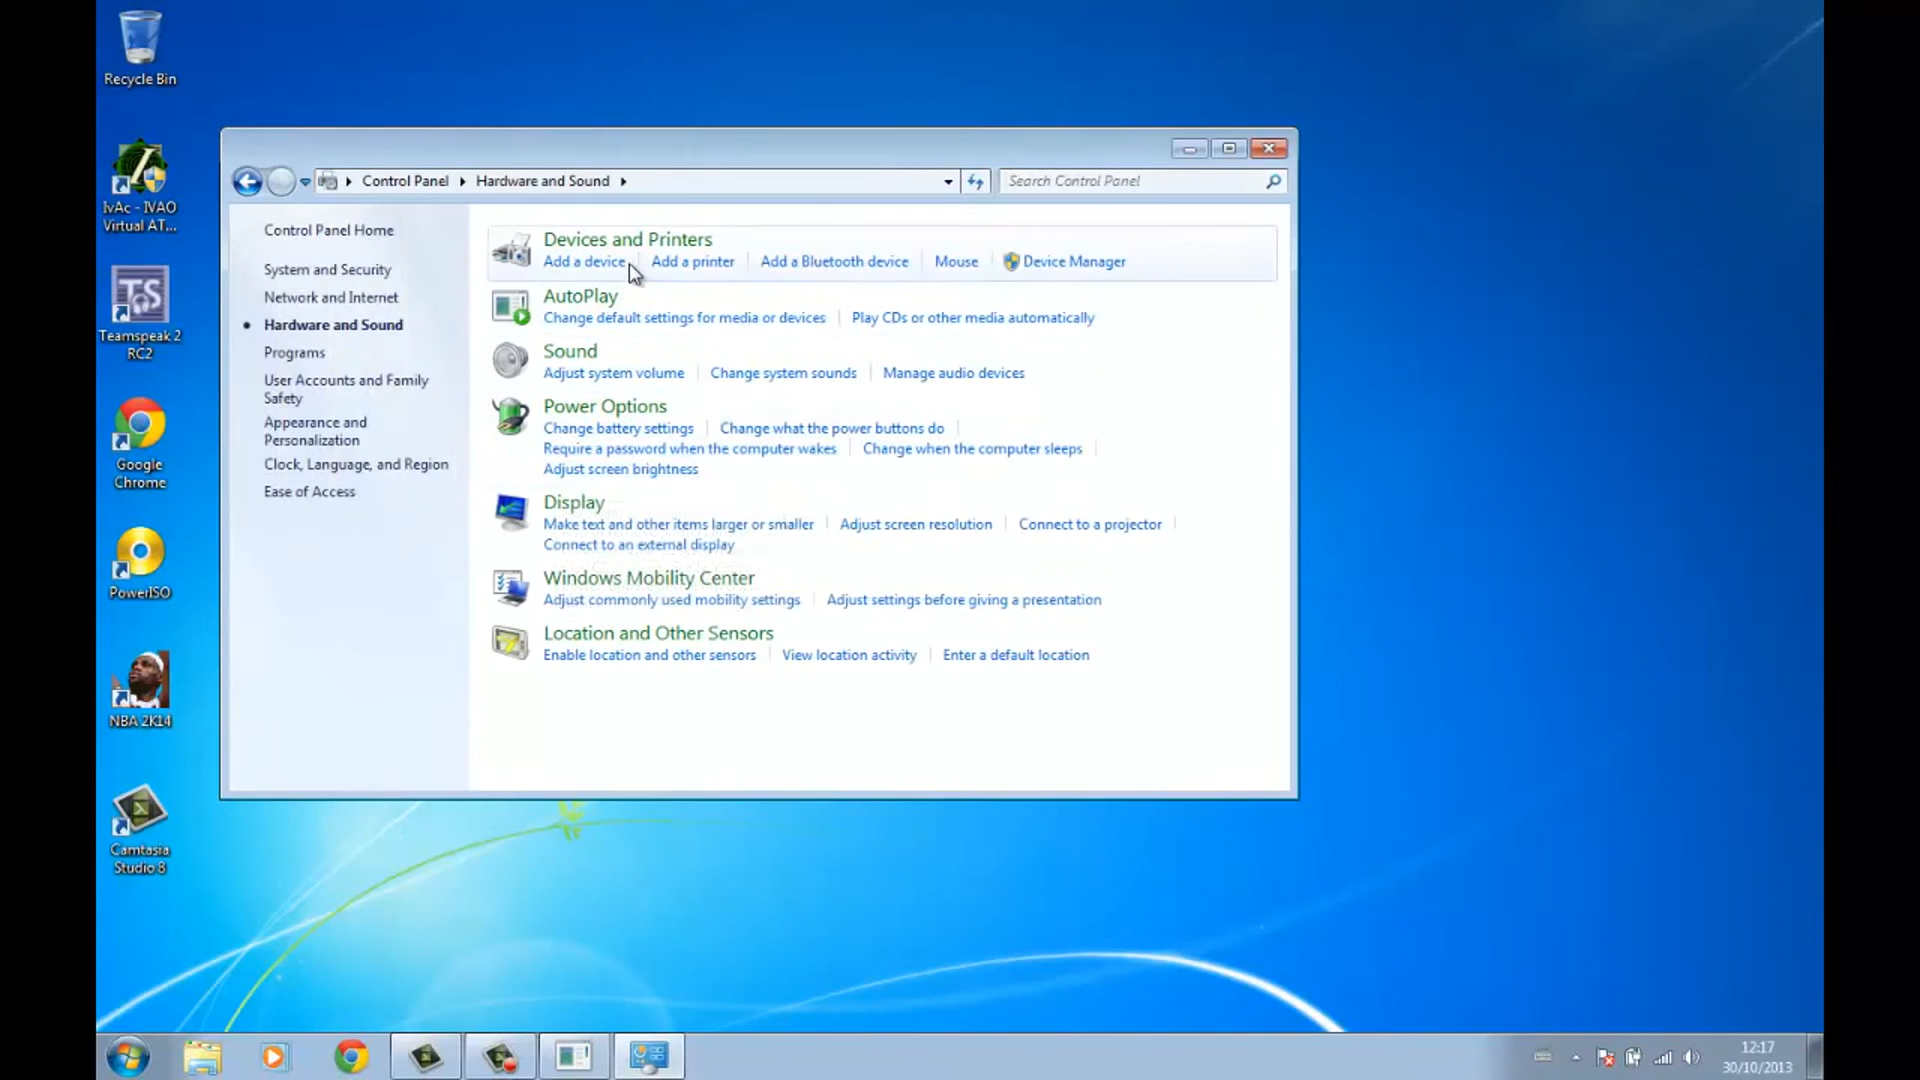 Recycle Bin
IvAc - IVAO
Virtual AT...
TS
Teamspeak 2
RC2
Google
Chrome
PowerISO
NBA 2K14
Camtasia
Studio 8
Control Panel
Hardware and Sound
Search Control Panel
Control Panel Home
System and Security
Network and Internet
Hardware and Sound
Programs
User Accounts and Family
Safety
Appearance and
Personalization
Clock, Language, and Region
Ease of Access
Devices and Printers
Add a device Add a printer Add a Bluetooth device Mouse Device Manager
AutoPlay
Change default settings for media or devices Play CDs or other media automatically
Sound
Adjust system volume Change system sounds Manage audio devices
Power Options
Change battery settings Change what the power buttons do
Require a password when the computer wakes Change when the computer sleeps
Adjust screen brightness
Display
Make text and other items larger or smaller Adjust screen resolution Connect to a projector
Connect to an external display
Windows Mobility Center
Adjust commonly used mobility settings Adjust settings before giving a presentation
Location and Other Sensors
Enable location and other sensors View location activity Enter a default location
12:17
30/10/2013